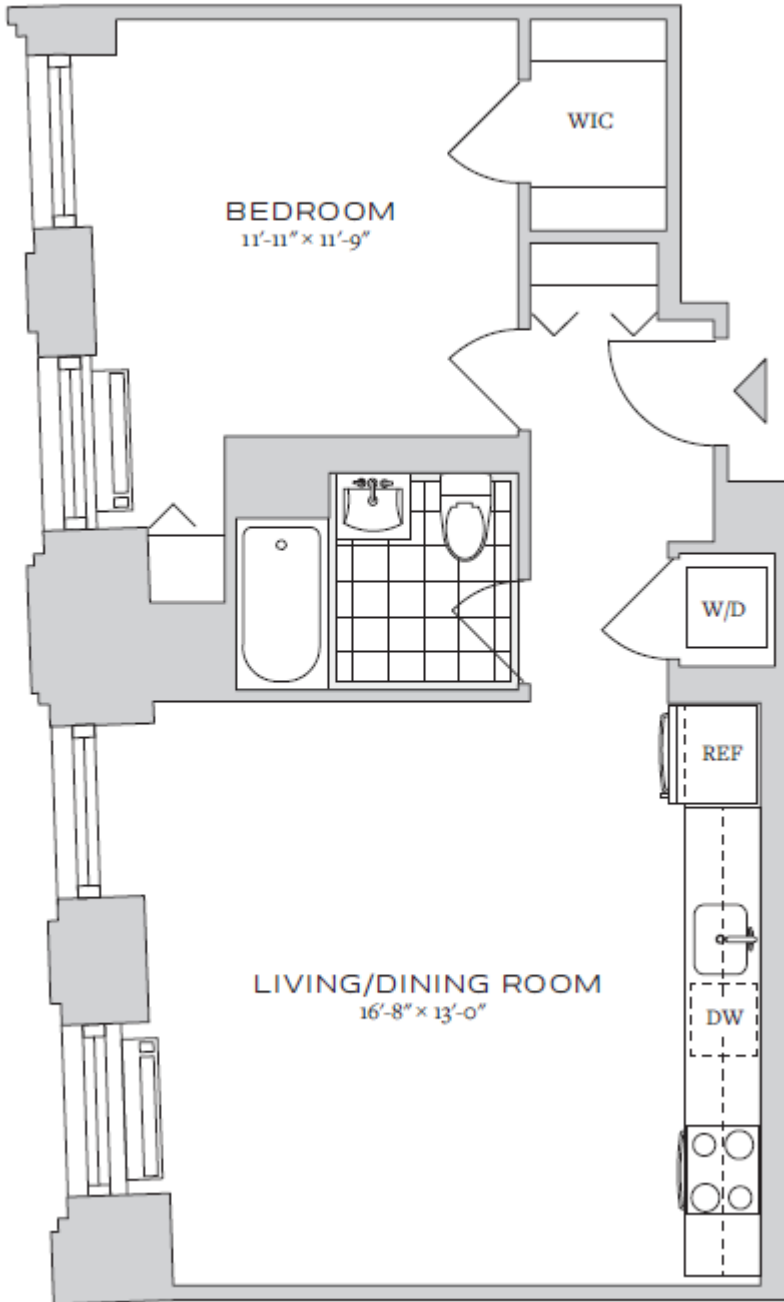 WIC
BEDROOM
11′-11″ × 11′-9″
W/D
REF
LIVING/DINING ROOM
16′-8″ × 13′-0″
DW